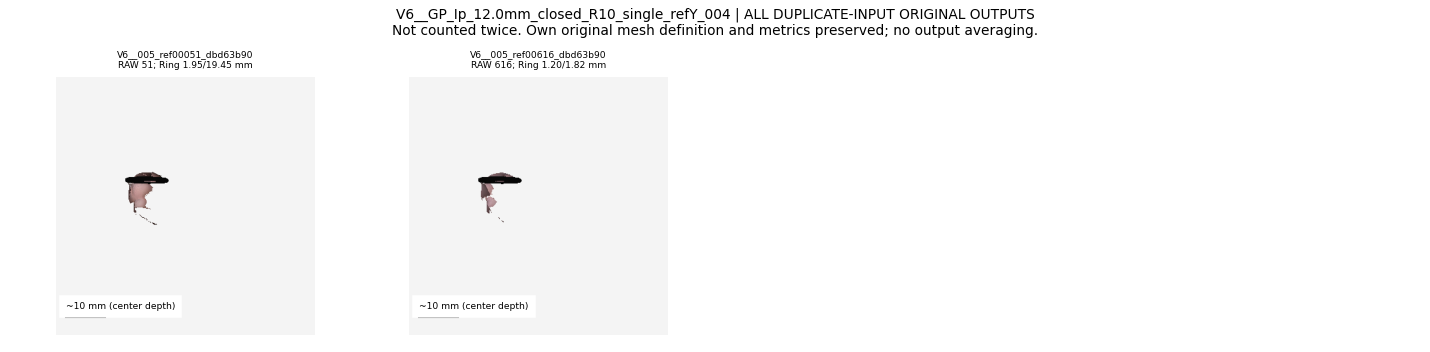 V6__GP_Ip_12.0mm_closed_R10_single_refY_004 | ALL DUPLICATE-INPUT ORIGINAL OUTPUTS
Not counted twice. Own original mesh definition and metrics preserved; no output averaging.
V6__005_ref00051_dbd63b90
RAW 51; Ring 1.95/19.45 mm
V6__005_ref00616_dbd63b90
RAW 616; Ring 1.20/1.82 mm
~10 mm (center depth)
~10 mm (center depth)